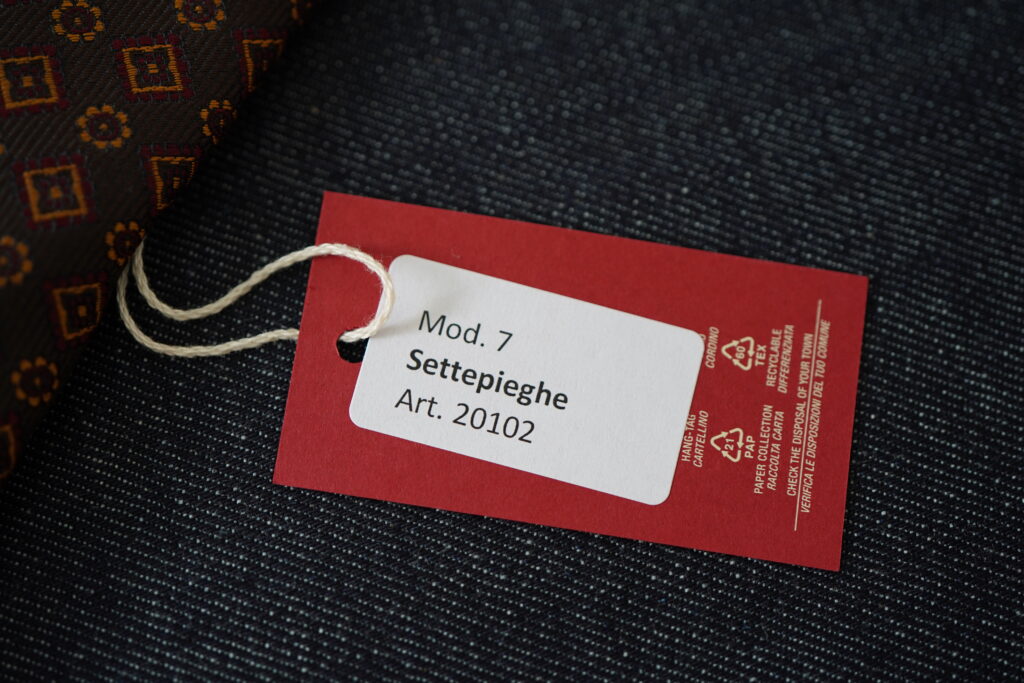 Mod. 7
Settepieghe
Art. 20102
CORDINO
60
TEX
RECYCLABLE
DIFFERENZIATA
HANG-TAG
CARTELLINO
21
PAP
PAPER COLLECTION
RACCOLTA CARTA
CHECK THE DISPOSAL OF YOUR TOWN
VERIFICA LE DISPOSIZIONI DEL TUO COMUNE